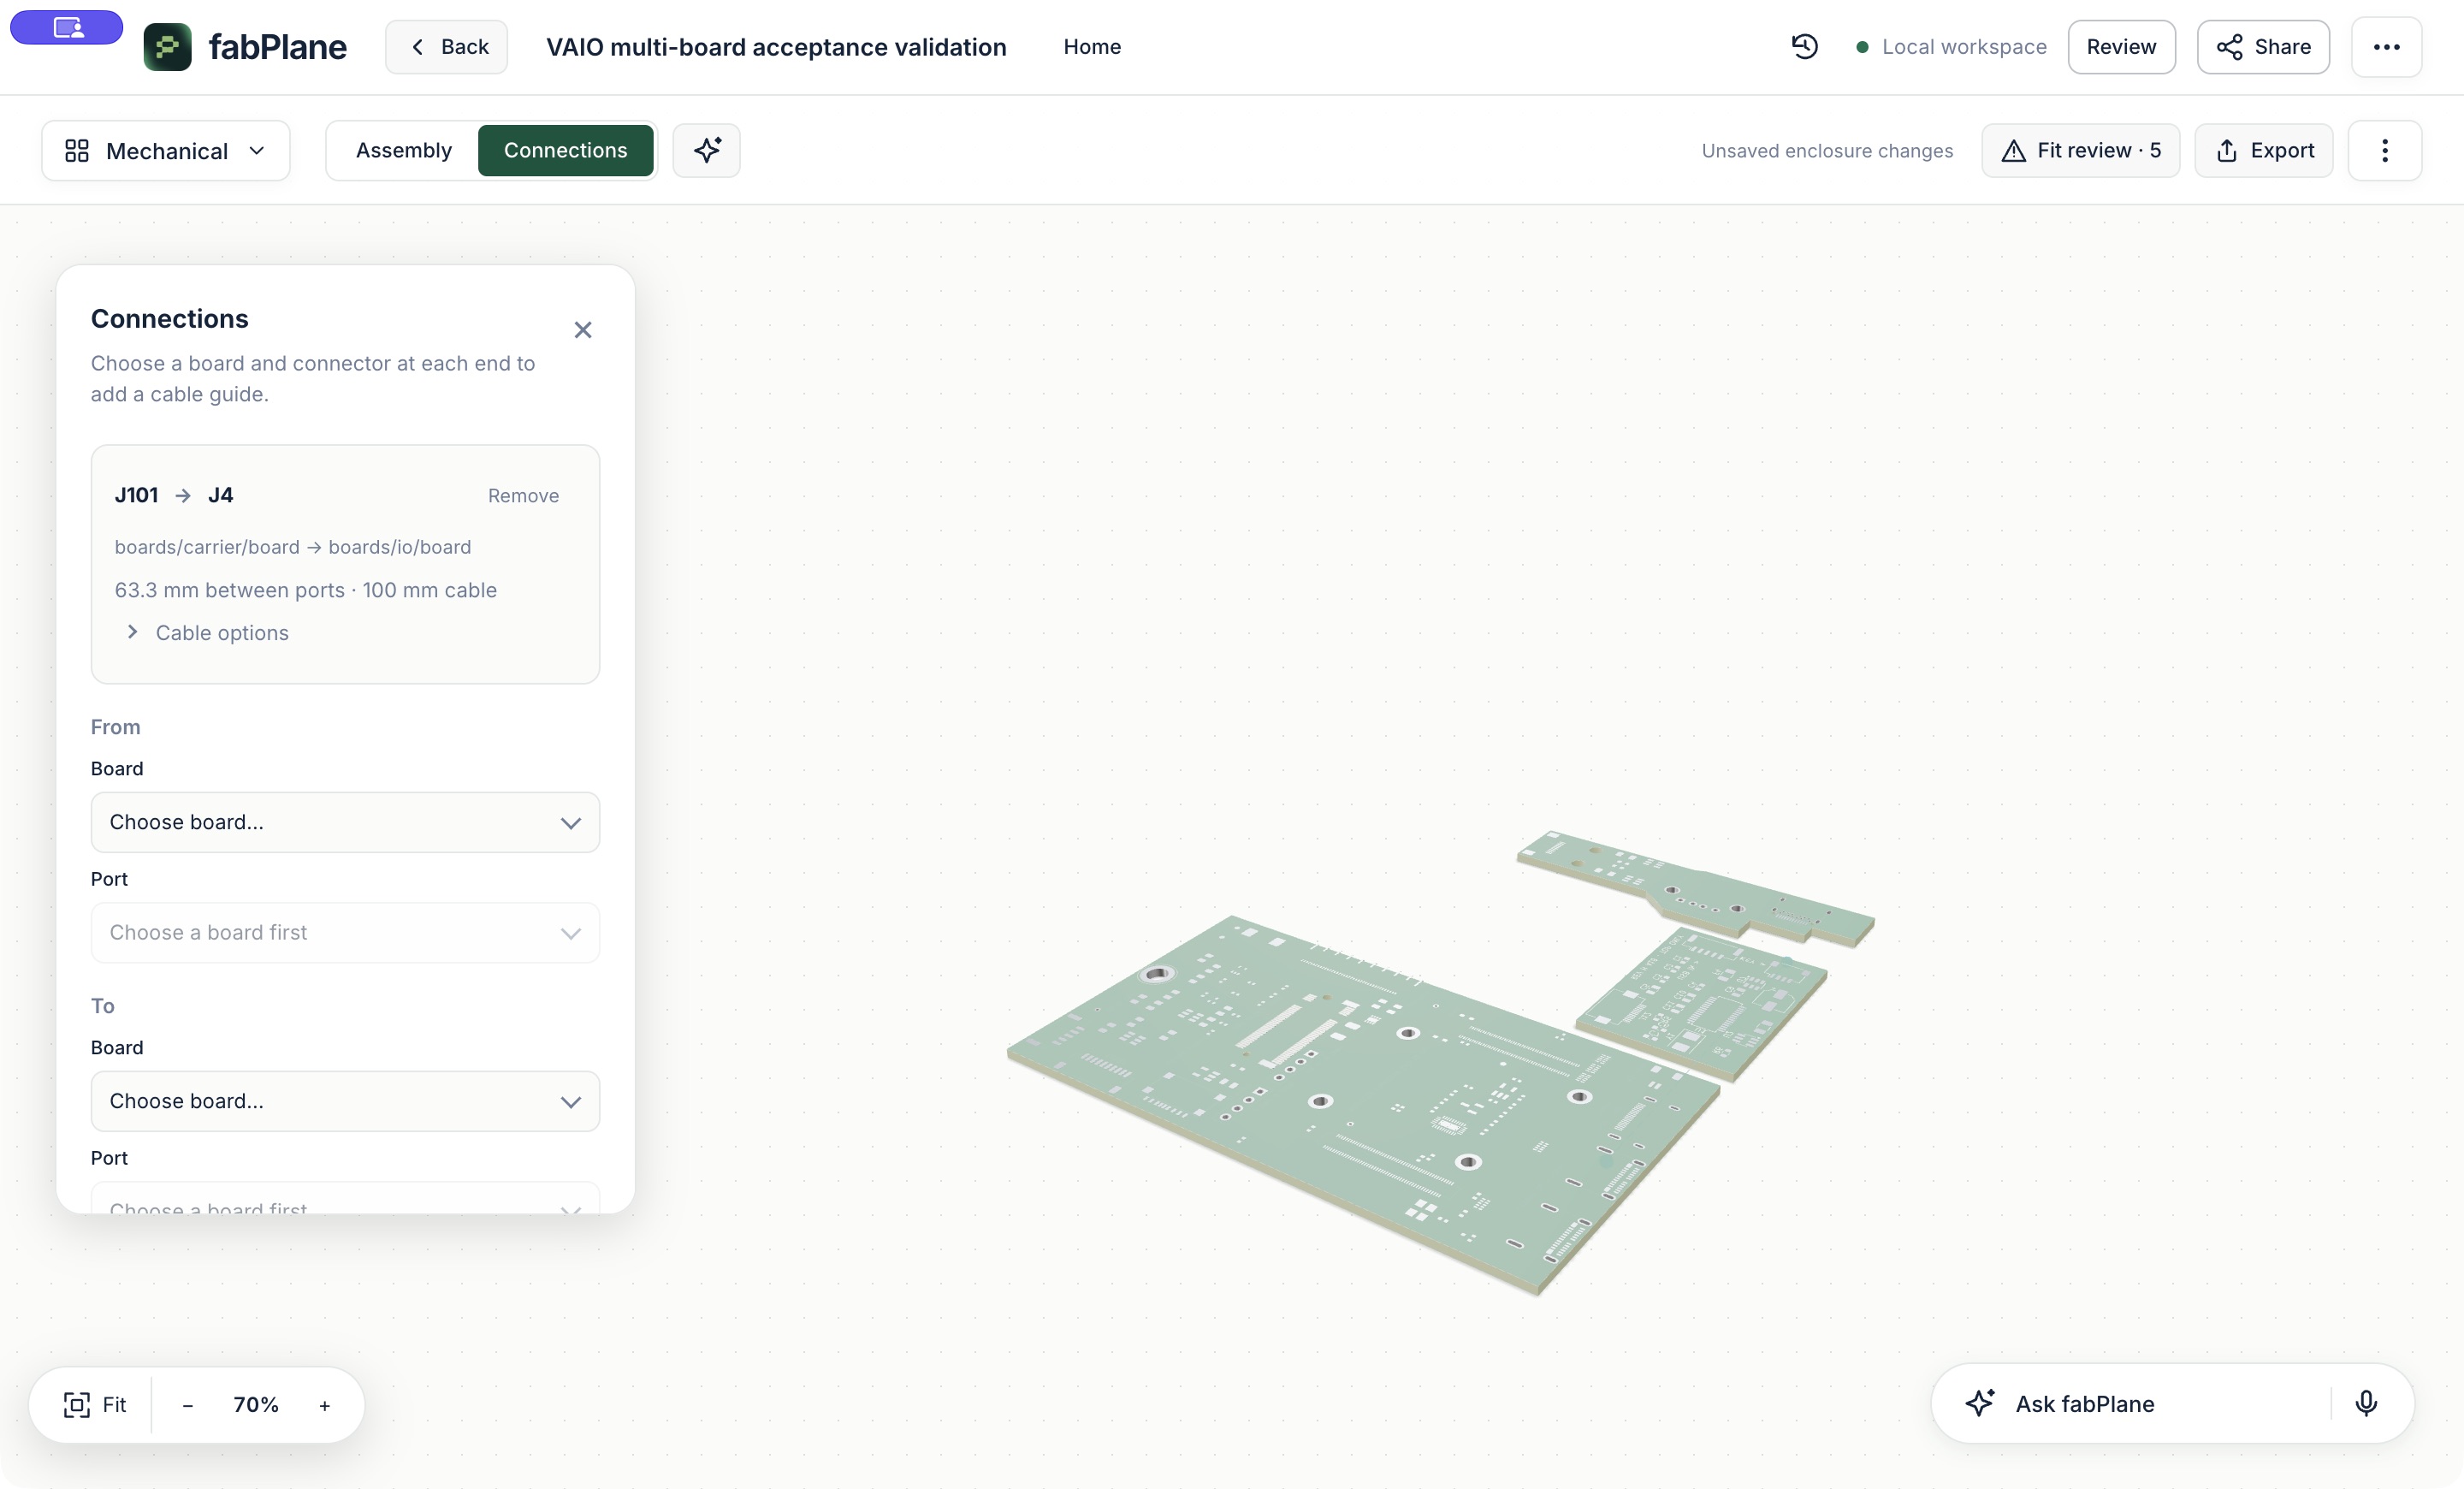 fabPlane
Back
VAIO multi-board acceptance validation
Home
Local workspace
Review
Share
Mechanical
Assembly
Connections
Unsaved enclosure changes
Fit review · 5
Export
Connections
Choose a board and connector at each end to
add a cable guide.
J101 → J4
Remove
boards/carrier/board → boards/io/board
63.3 mm between ports · 100 mm cable
Cable options
From
Board
Choose board...
Port
Choose a board first
To
Board
Choose board...
Port
Choose a board first
Fit
−
70%
+
Ask fabPlane